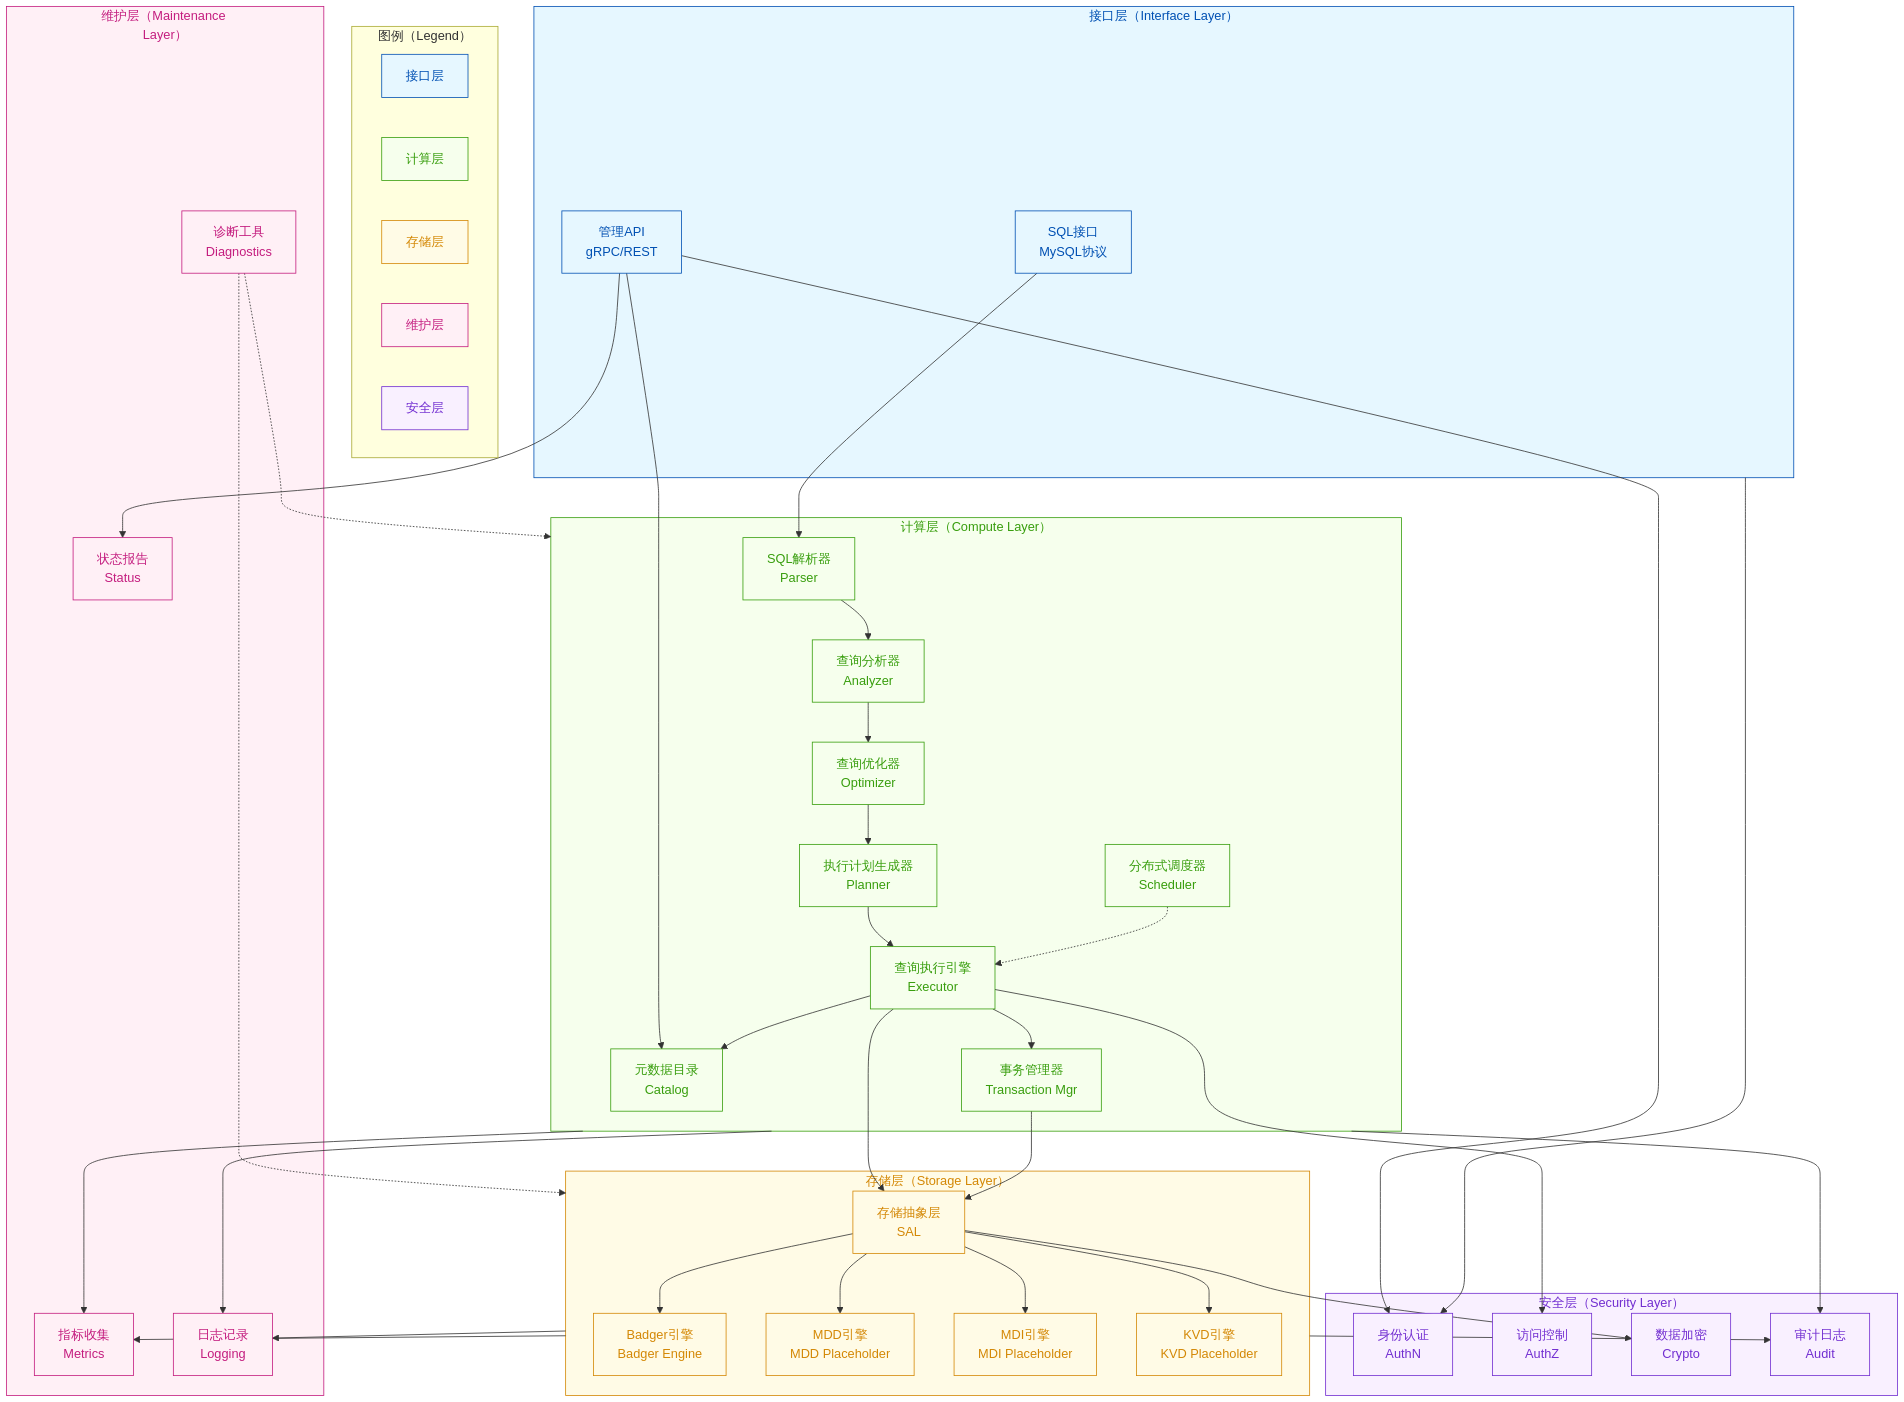 维护层（Maintenance
Layer）
诊断工具
Diagnostics
状态报告
Status
指标收集
Metrics
日志记录
Logging
图例（Legend）
接口层
计算层
存储层
维护层
安全层
接口层（Interface Layer）
管理API
gRPC/REST
SQL接口
MySQL协议
计算层（Compute Layer）
SQL解析器
Parser
查询分析器
Analyzer
查询优化器
Optimizer
执行计划生成器
Planner
分布式调度器
Scheduler
查询执行引擎
Executor
元数据目录
Catalog
事务管理器
Transaction Mgr
存储层（Storage Layer）
存储抽象层
SAL
Badger引擎
Badger Engine
MDD引擎
MDD Placeholder
MDI引擎
MDI Placeholder
KVD引擎
KVD Placeholder
安全层（Security Layer）
身份认证
AuthN
访问控制
AuthZ
数据加密
Crypto
审计日志
Audit